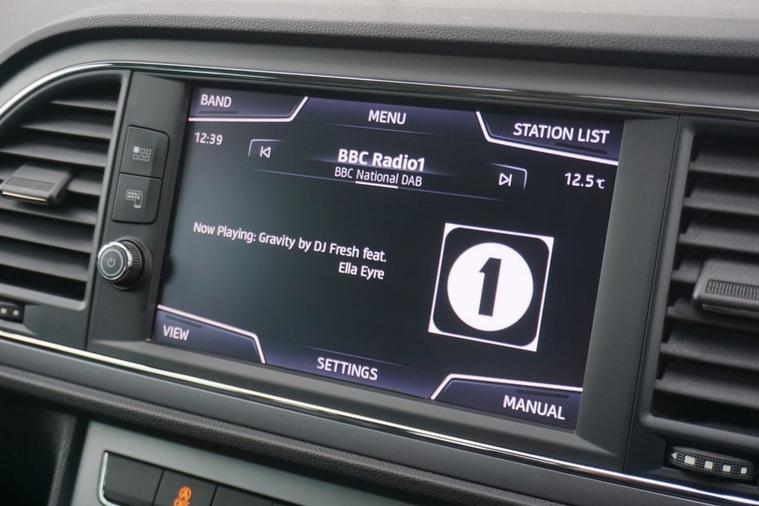 BAND
MENU
STATION LIST
12:39
BBC Radio1
BBC National DAB
12.5 ℃
Now Playing: Gravity by DJ Fresh feat.
Ella Eyre
1
VIEW
SETTINGS
MANUAL